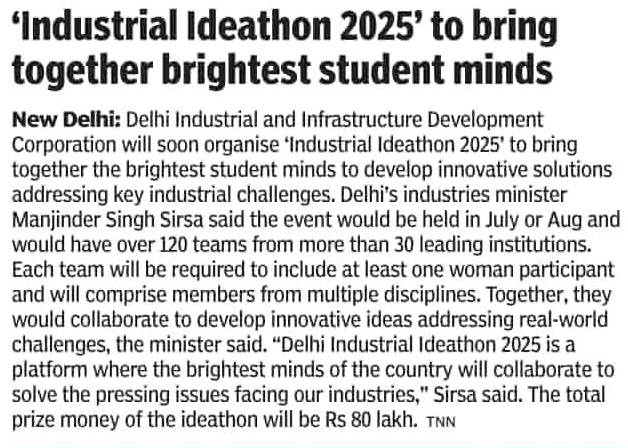 ‘Industrial Ideathon 2025’ to bring
together brightest student minds
New Delhi: Delhi Industrial and Infrastructure Development
Corporation will soon organise ‘Industrial Ideathon 2025’ to bring
together the brightest student minds to develop innovative solutions
addressing key industrial challenges. Delhi’s industries minister
Manjinder Singh Sirsa said the event would be held in July or Aug and
would have over 120 teams from more than 30 leading institutions.
Each team will be required to include at least one woman participant
and will comprise members from multiple disciplines. Together, they
would collaborate to develop innovative ideas addressing real-world
challenges, the minister said. “Delhi Industrial Ideathon 2025 is a
platform where the brightest minds of the country will collaborate to
solve the pressing issues facing our industries,” Sirsa said. The total
prize money of the ideathon will be Rs 80 lakh. TNN